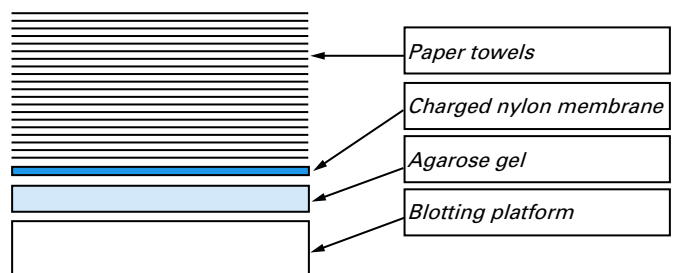 Paper towels
Charged nylon membrane
Agarose gel
Blotting platform